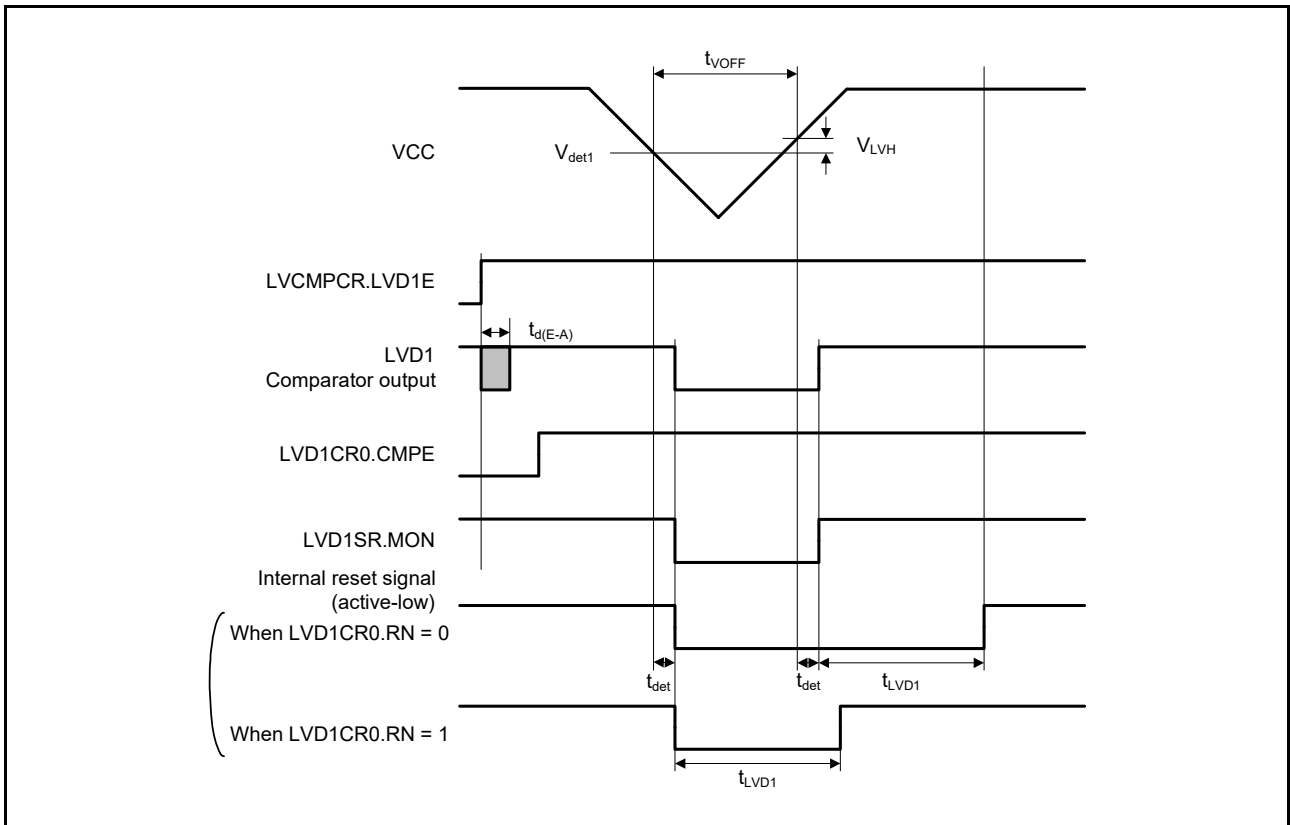 tVOFF
VCC
Vdet1
VLVH
LVCMPCR.LVD1E
td(E-A)
LVD1
Comparator output
LVD1CR0.CMPE
LVD1SR.MON
Internal reset signal
(active-low)
When LVD1CR0.RN = 0
tdet
tdet
tLVD1
When LVD1CR0.RN = 1
tLVD1